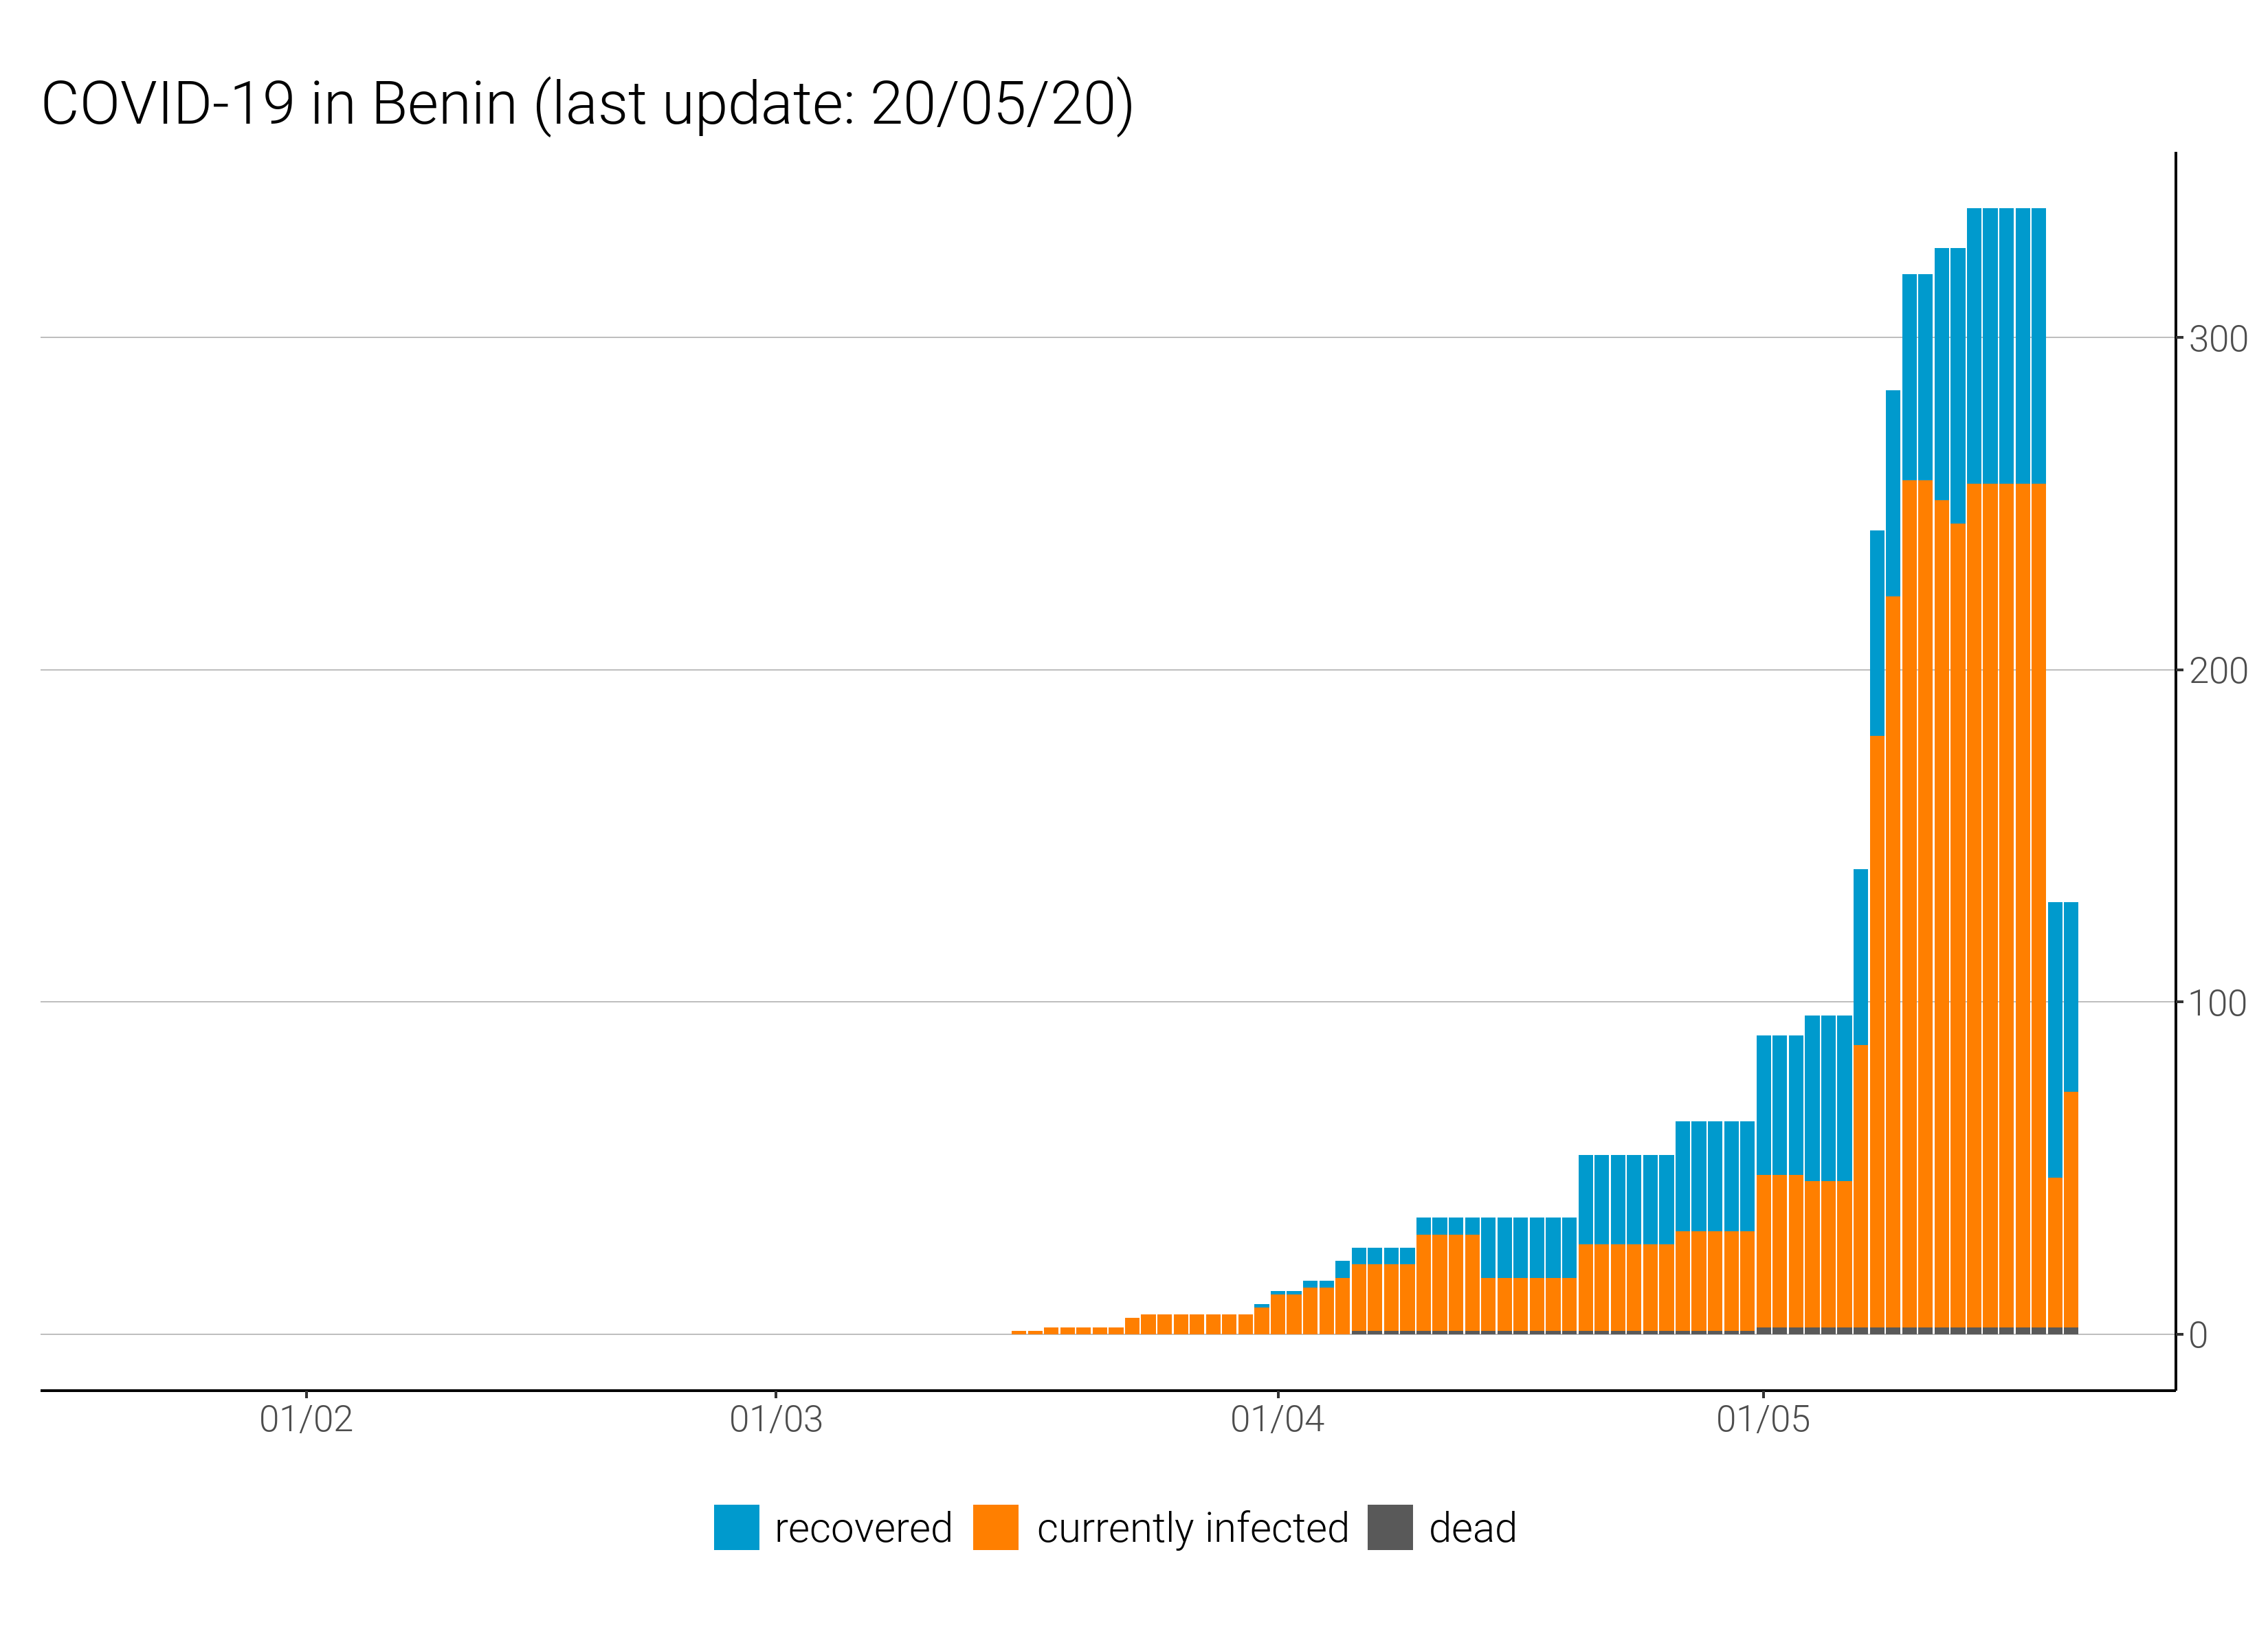 COVID-19 in Benin (last update: 20/05/20)
300
200
100
0
01/02 01/03 01/04 01/05
recovered currently infected dead